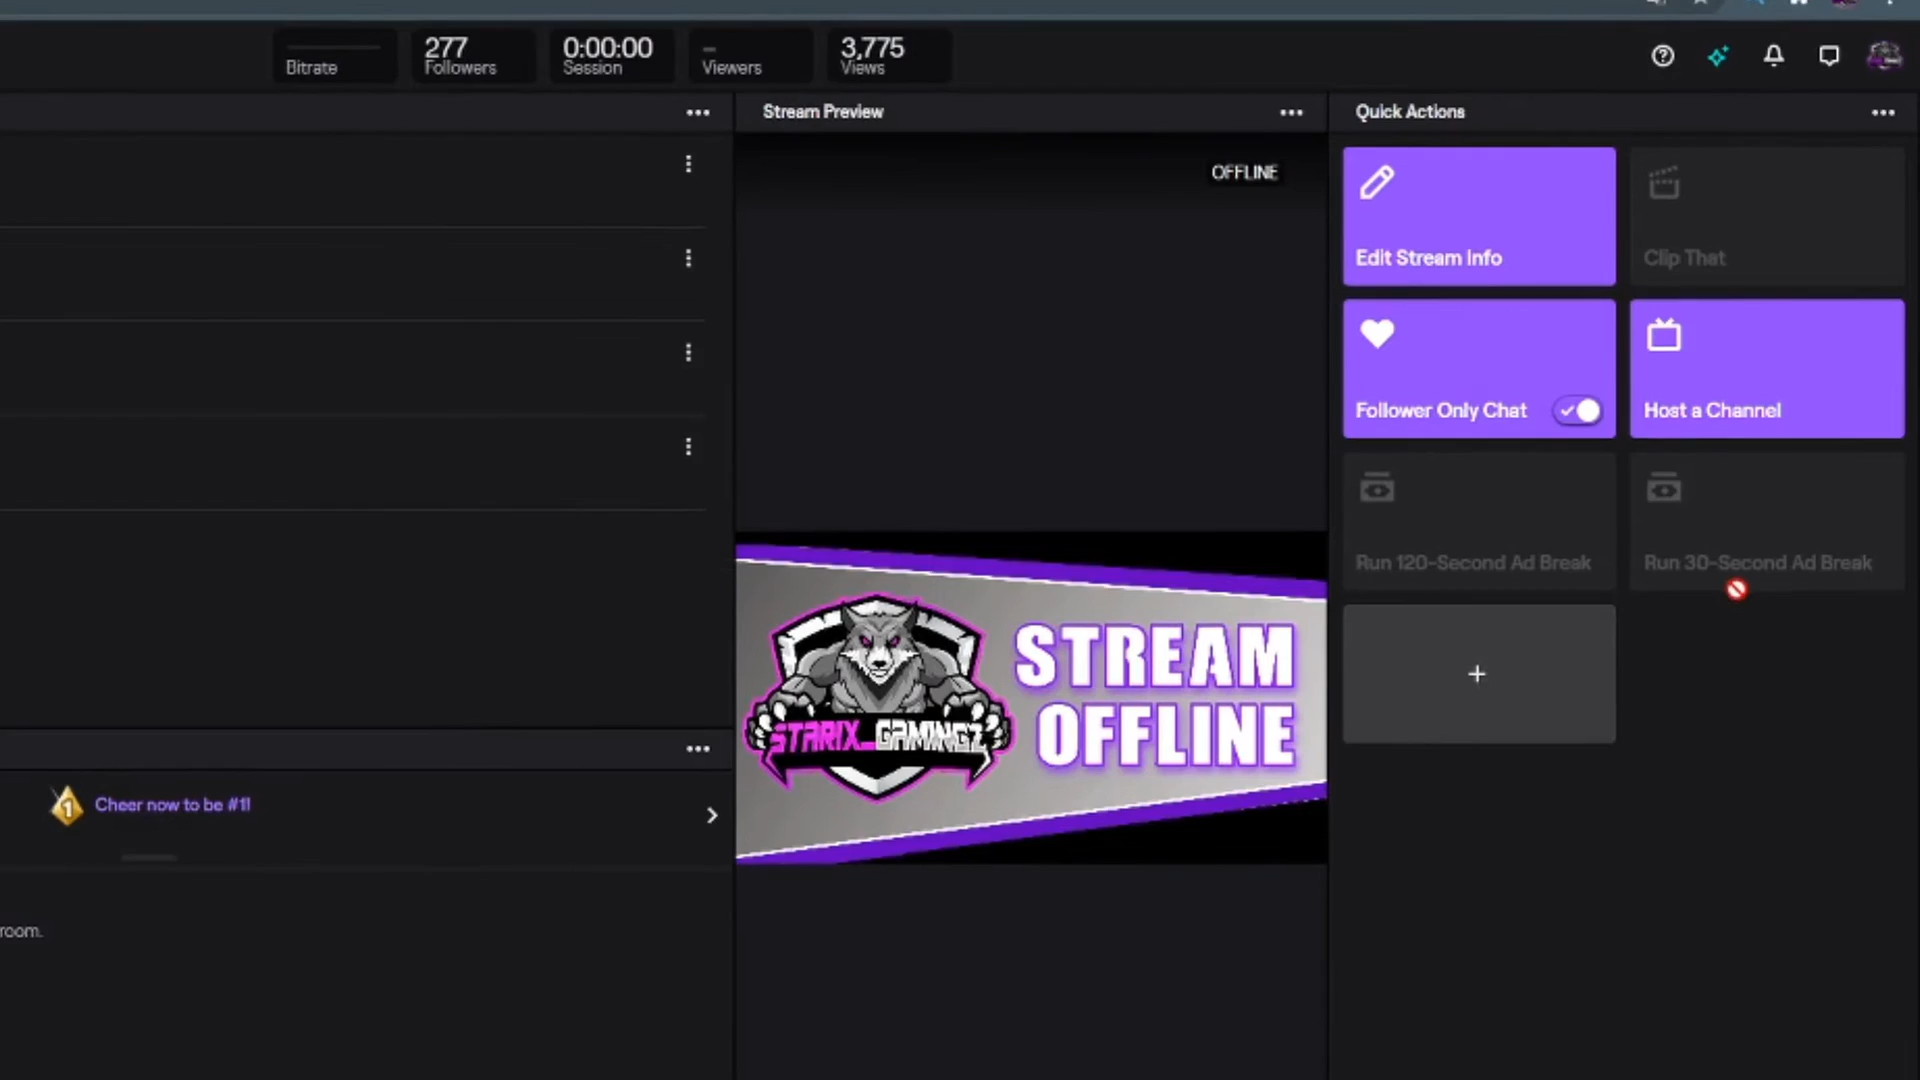 Bitrate
277
Followers
0:00:00
Session
–
Viewers
3,775
Views
Stream Preview
OFFLINE
STARIX_GAMINGZ
STREAM
OFFLINE
Quick Actions
Edit Stream Info
Clip That
Follower Only Chat
Host a Channel
Run 120-Second Ad Break
Run 30-Second Ad Break
+
1
Cheer now to be #1!
room.